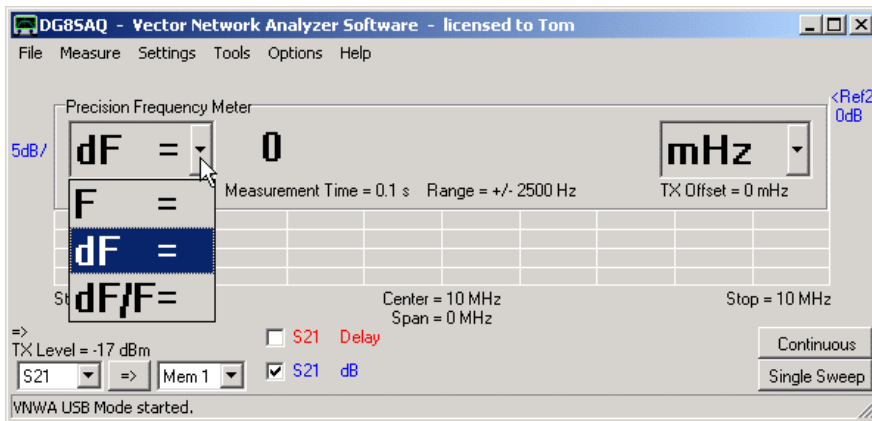 DG8SAQ - Vector Network Analyzer Software - licensed to Tom
File Measure Settings Tools Options Help
<Ref2
0dB
Precision Frequency Meter
5dB/
dF = 0 mHz
Measurement Time = 0.1 s Range = +/- 2500 Hz TX Offset = 0 mHz
F =
dF =
dF/F=
St
Center = 10 MHz Stop = 10 MHz
Span = 0 MHz
=>
TX Level = -17 dBm
S21 Delay
Continuous
S21 => Mem 1
S21 dB
Single Sweep
VNWA USB Mode started.